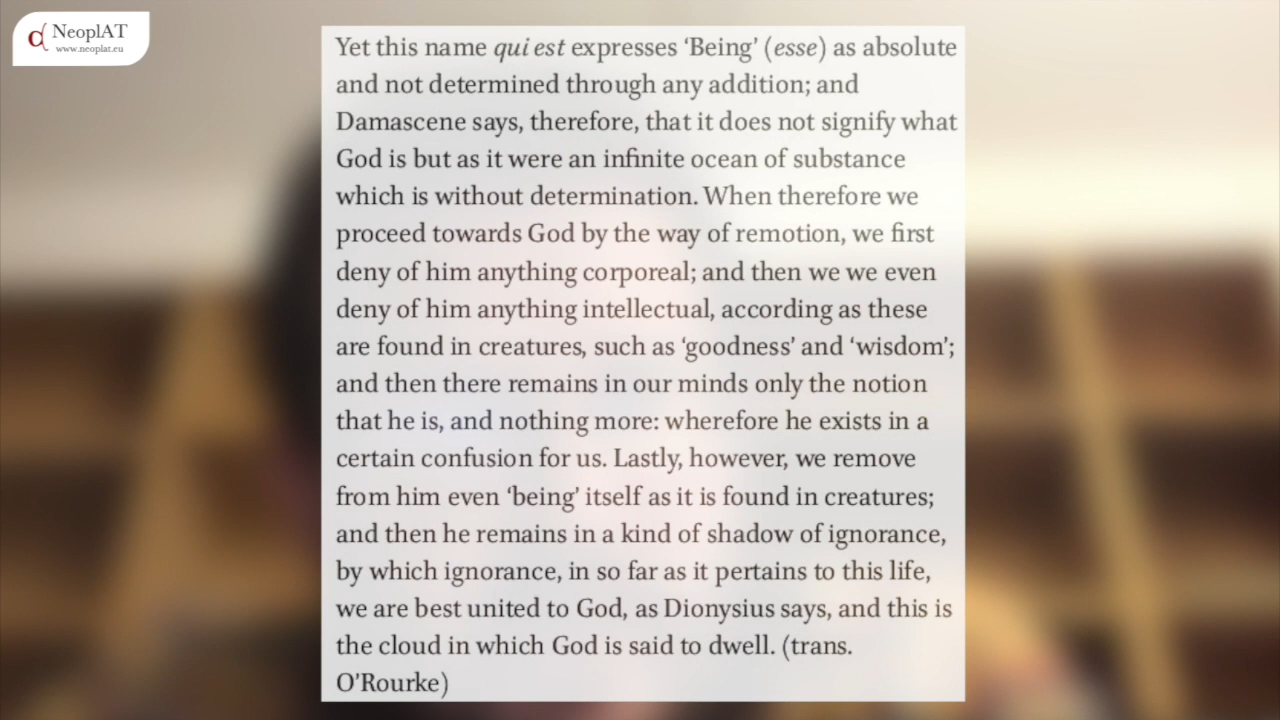 NeoplAT
www.neoplat.eu
Yet this name qui est expresses ‘Being’ (esse) as absolute
and not determined through any addition; and
Damascene says, therefore, that it does not signify what
God is but as it were an infinite ocean of substance
which is without determination. When therefore we
proceed towards God by the way of remotion, we first
deny of him anything corporeal; and then we we even
deny of him anything intellectual, according as these
are found in creatures, such as ‘goodness’ and ‘wisdom’;
and then there remains in our minds only the notion
that he is, and nothing more: wherefore he exists in a
certain confusion for us. Lastly, however, we remove
from him even ‘being’ itself as it is found in creatures;
and then he remains in a kind of shadow of ignorance,
by which ignorance, in so far as it pertains to this life,
we are best united to God, as Dionysius says, and this is
the cloud in which God is said to dwell. (trans.
O’Rourke)